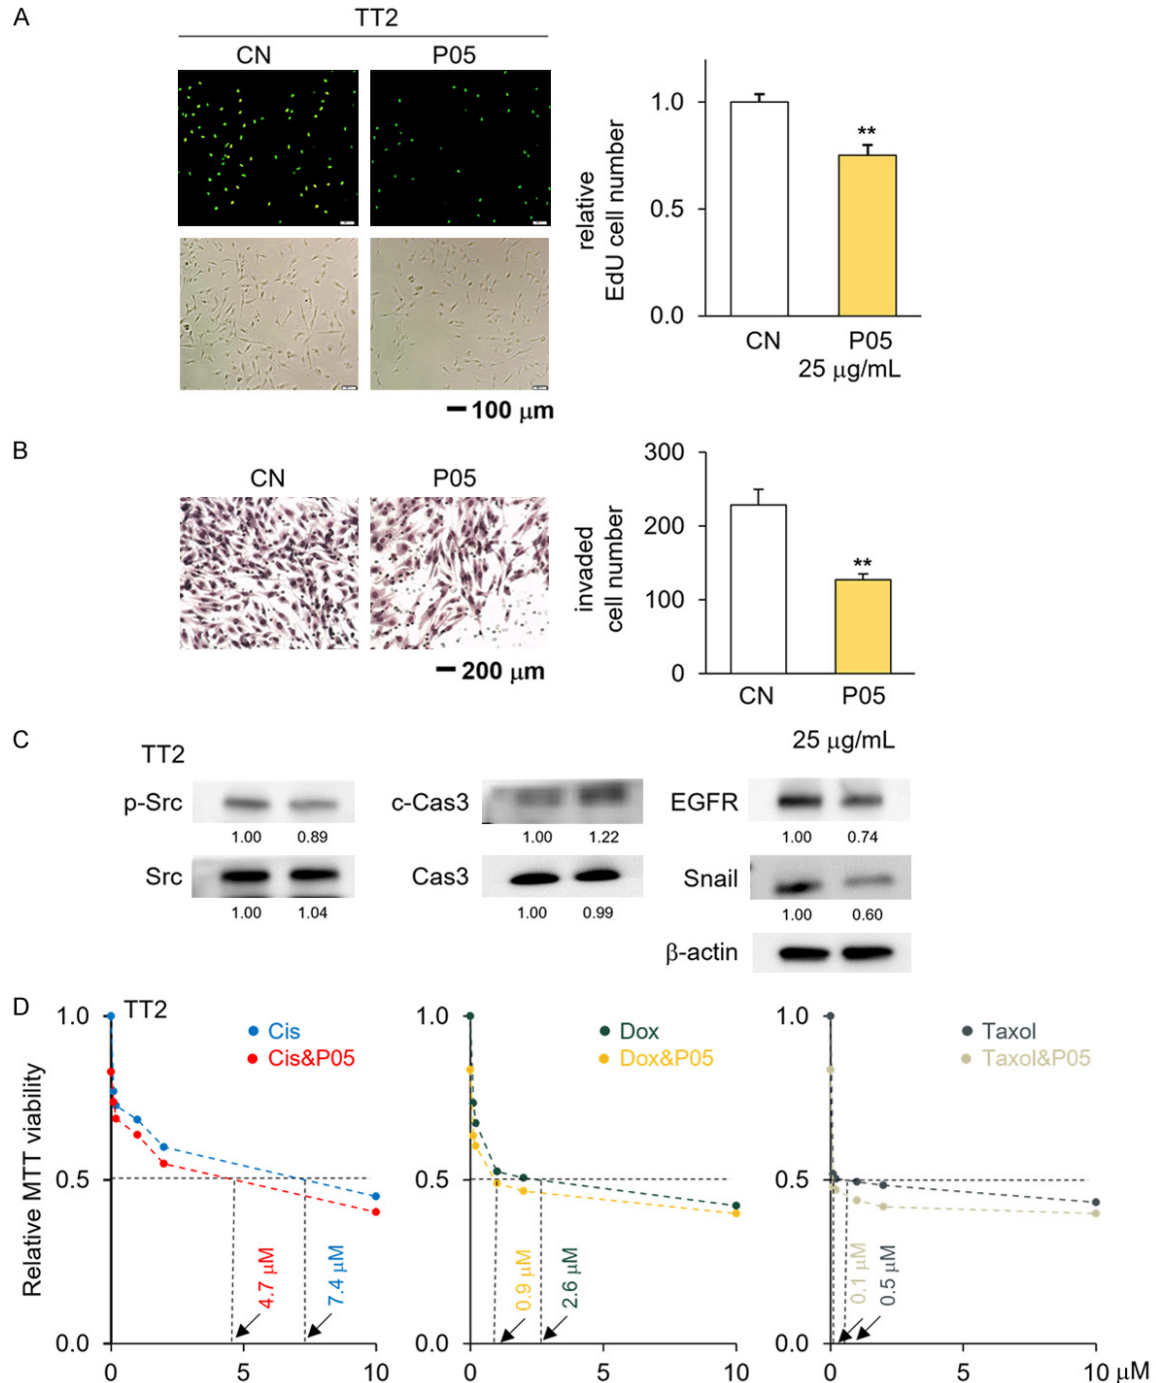 A
TT2
CN P05
1.0
0.5
0.0
relative
EdU cell number
**
CN P05
25 μg/mL
100 μm
B
CN P05
200 μm
300
200
100
0
invaded
cell number
**
CN P05
25 μg/mL
C
TT2
p-Src
1.00 0.89
Src
1.00 1.04
c-Cas3
1.00 1.22
Cas3
1.00 0.99
EGFR
1.00 0.74
Snail
1.00 0.60
β-actin
D
TT2
Relative MTT viability
1.0
0.5
0.0
Cis
Cis&P05
4.7 μM
7.4 μM
0 5 10
1.0
0.5
0.0
Dox
Dox&P05
0.9 μM
2.6 μM
0 5 10
1.0
0.5
0.0
Taxol
Taxol&P05
0.1 μM
0.5 μM
0 5 10 μM